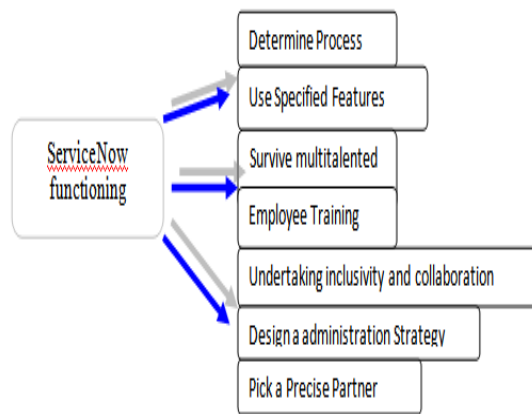 ServiceNow
functioning
Determine Process
Use Specified Features
Survive multitalented
Employee Training
Undertaking inclusivity and collaboration
Design a administration Strategy
Pick a Precise Partner